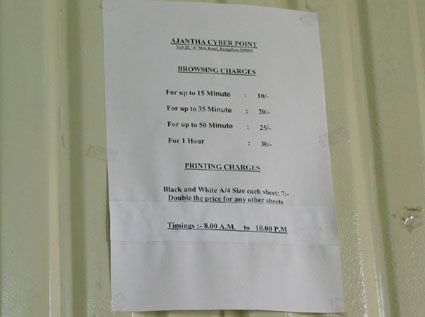 AJANTHA CYBER POINT
BROWSING CHARGES
For up to 15 Minute : 10/-
For up to 35 Minute : 20/-
For up to 50 Minute : 25/-
For 1 Hour : 30/-
PRINTING CHARGES
Black and White A/4 Size each sheet: 7/-
Double the price for any other sheets
Timings :- 8.00 A.M. to 10.00 P.M